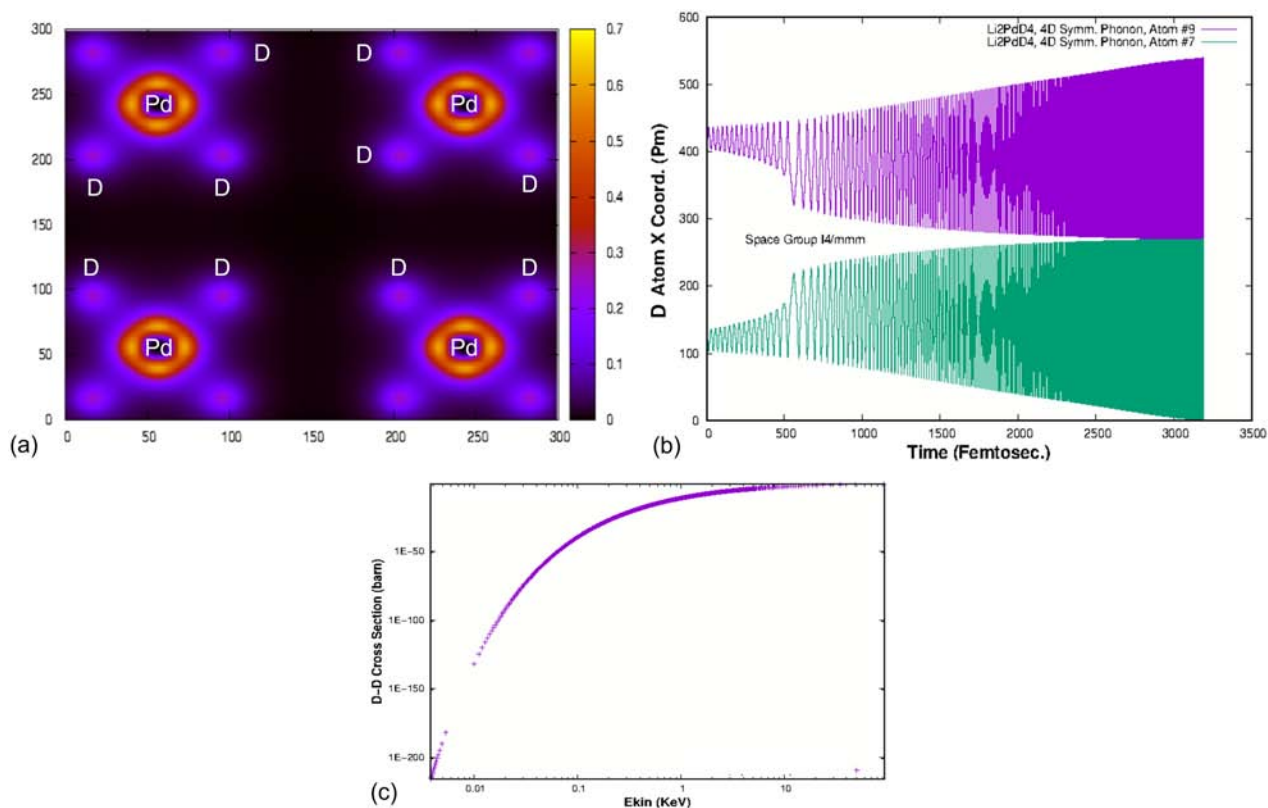 300
250
200
150
100
50
0
0 50 100 150 200 250 300
D D
Pd Pd
D
D D D
D D D D
Pd Pd
0.7
0.6
0.5
0.4
0.3
0.2
0.1
0
(a)
600
500
400
300
200
100
0
D Atom X Coord. (Pm)
Li2PdD4, 4D Symm. Phonon, Atom #9
Li2PdD4, 4D Symm. Phonon, Atom #7
Space Group I4/mmm
0 500 1000 1500 2000 2500 3000 3500
Time (Femtosec.)
(b)
D-D Cross Section (barn)
1E-50
1E-100
1E-150
1E-200
0.01 0.1 1 10
Ekin (KeV)
(c)